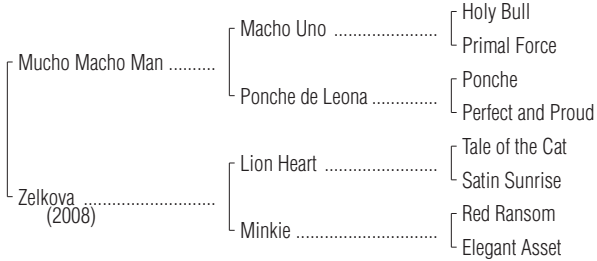 Holy Bull
Macho Uno ....................
Primal Force
Mucho Macho Man ..........
Ponche
Ponche de Leona ..............
Perfect and Proud
Tale of the Cat
Lion Heart ......................
Satin Sunrise
Zelkova ............................
(2008)
Red Ransom
Minkie ...........................
Elegant Asset